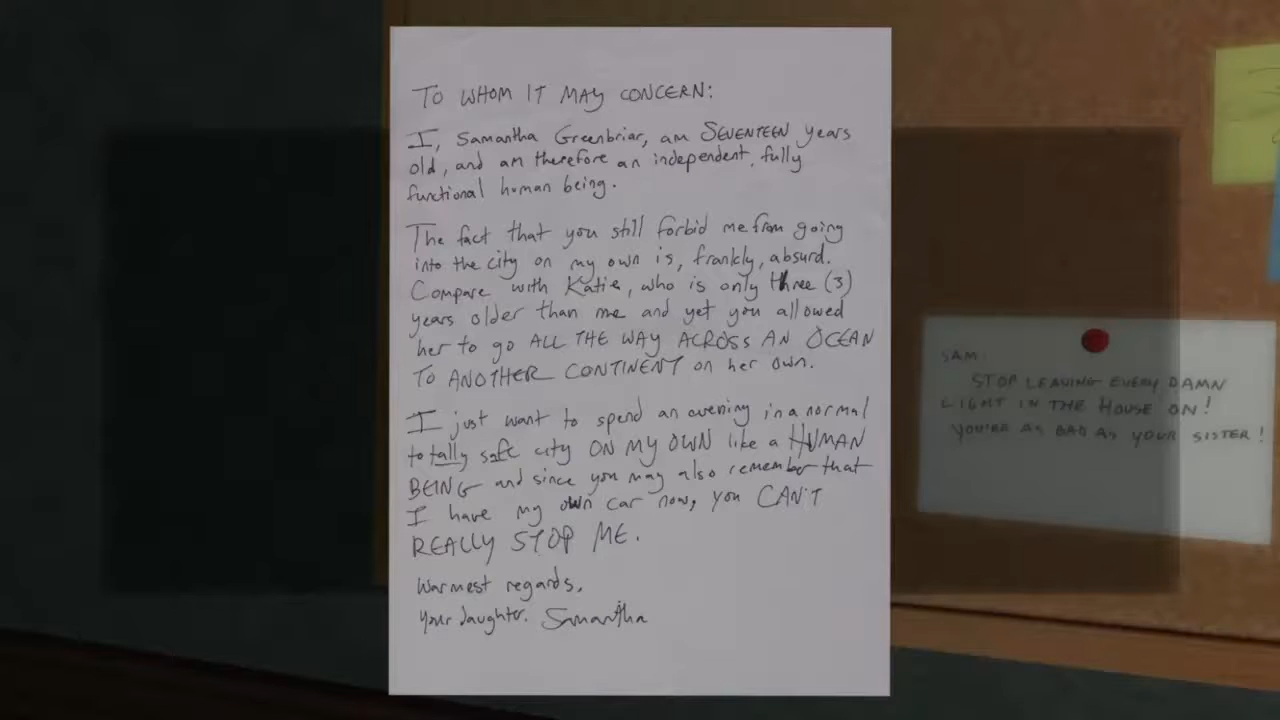 TO WHOM IT MAY CONCERN:
I, Samantha Greenbriar, am SEVENTEEN years
old, and am therefore an independent, fully
functional human being.
The fact that you still forbid me from going
into the city on my own is, frankly, absurd.
Compare with Katie, who is only three (3)
years older than me and yet you allowed
her to go ALL THE WAY ACROSS AN OCEAN
TO ANOTHER CONTINENT on her own.
I just want to spend an evening in a normal
totally safe city ON MY OWN like a HUMAN
BEING and since you may also remember that
I have my own car now, you CAN'T
REALLY STOP ME.
Warmest regards,
Your daughter. Samantha
SAM:
STOP LEAVING EVERY DAMN
LIGHT IN THE HOUSE ON!
YOU'RE AS BAD AS YOUR SISTER!